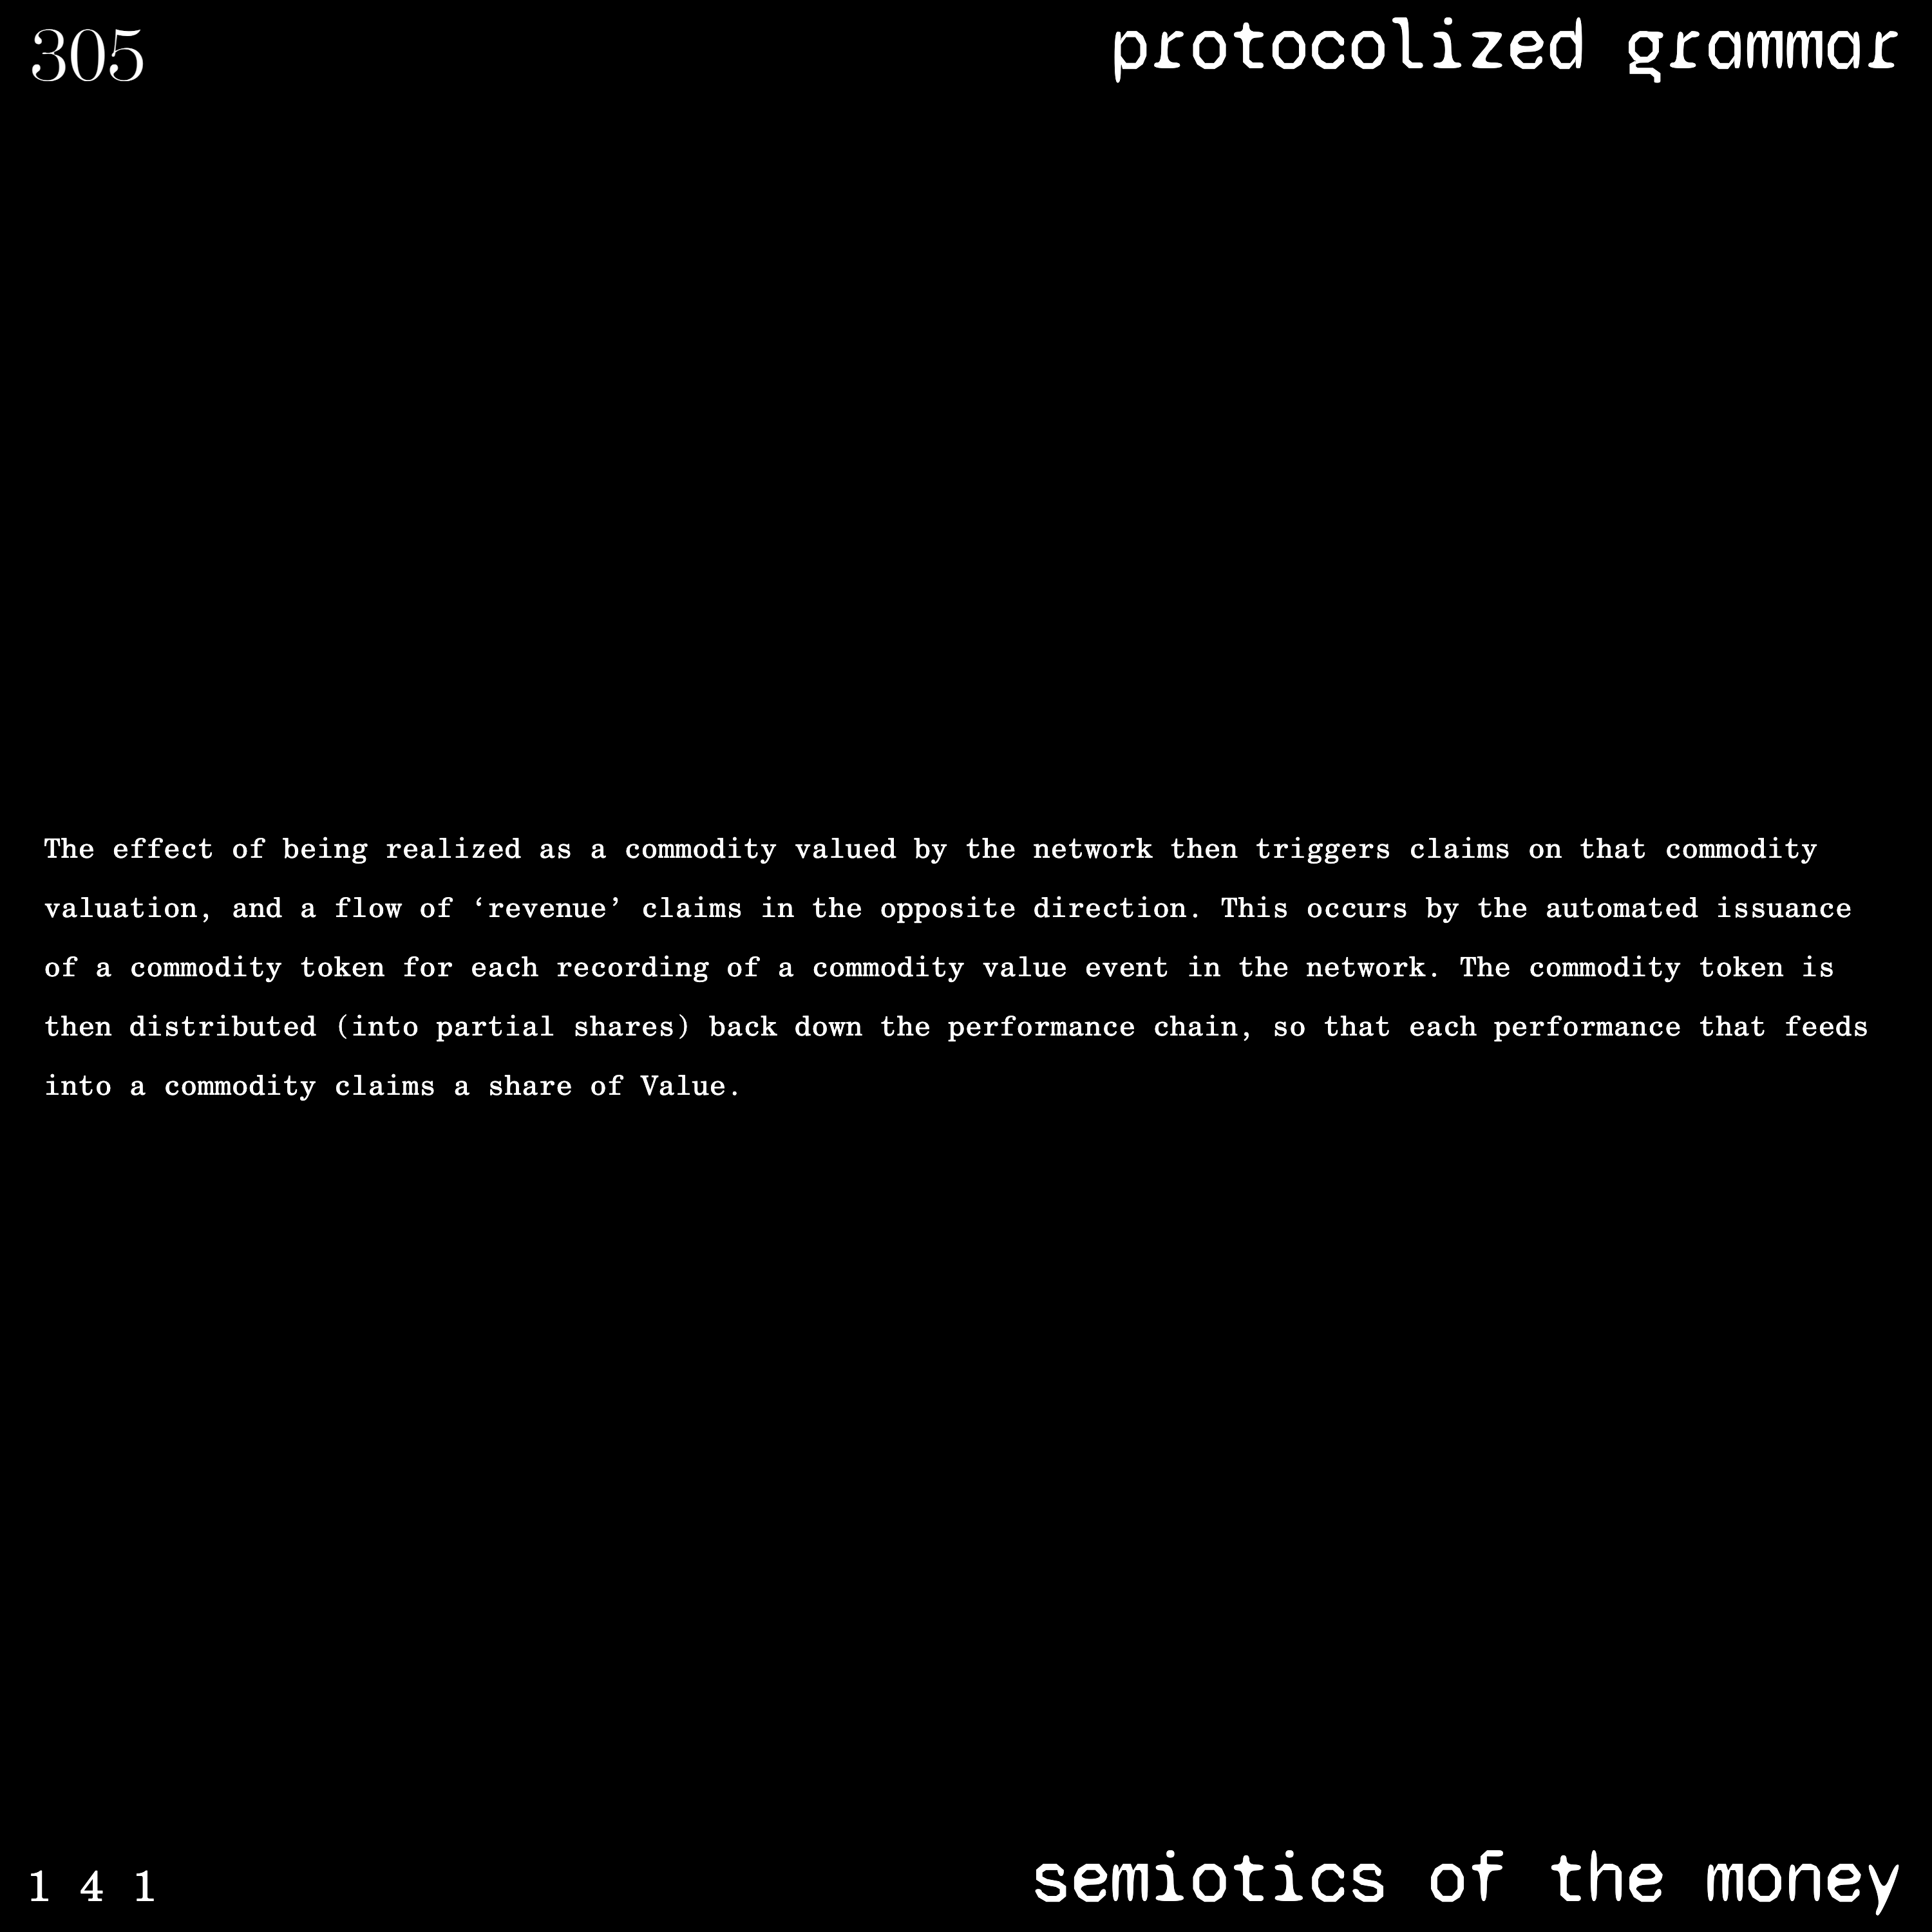 305
protocolized grammar
The effect of being realized as a commodity valued by the network then triggers claims on that commodity
valuation, and a flow of ‘revenue’ claims in the opposite direction. This occurs by the automated issuance
of a commodity token for each recording of a commodity value event in the network. The commodity token is
then distributed (into partial shares) back down the performance chain, so that each performance that feeds
into a commodity claims a share of Value.
1 4 1
semiotics of the money